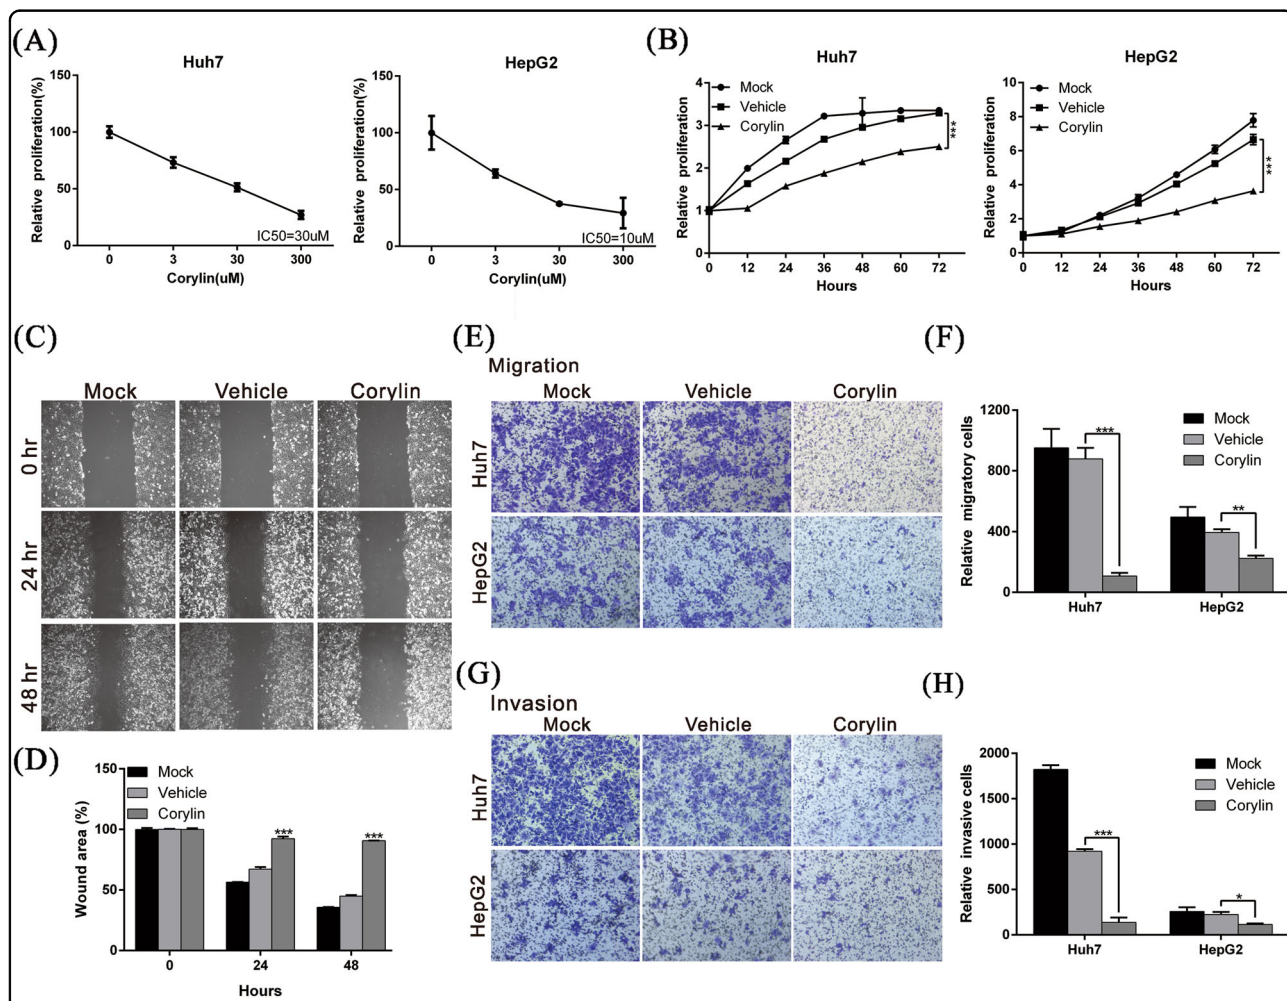 (A)
Huh7
Relative proliferation(%)
150
100
50
0
0 3 30 300
IC50=30uM
Corylin(uM)
HepG2
Relative proliferation(%)
150
100
50
0
0 3 30 300
IC50=10uM
Corylin(uM)
(B)
Huh7
Relative proliferation
4
3
2
1
0
Mock
Vehicle
Corylin
***
0 12 24 36 48 60 72
Hours
HepG2
Relative proliferation
10
8
6
4
2
0
Mock
Vehicle
Corylin
***
0 12 24 36 48 60 72
Hours
(C)
Mock Vehicle Corylin
0 hr
24 hr
48 hr
(D)
Wound area (%)
150
100
50
0
Mock
Vehicle
Corylin
*** ***
0 24 48
Hours
(E)
Migration
Mock Vehicle Corylin
Huh7
HepG2
(F)
Relative migratory cells
1200
800
400
0
Mock
Vehicle
Corylin
***
**
Huh7 HepG2
(G)
Invasion
Mock Vehicle Corylin
Huh7
HepG2
(H)
Relative invasive cells
2000
1500
1000
500
0
Mock
Vehicle
Corylin
***
*
Huh7 HepG2